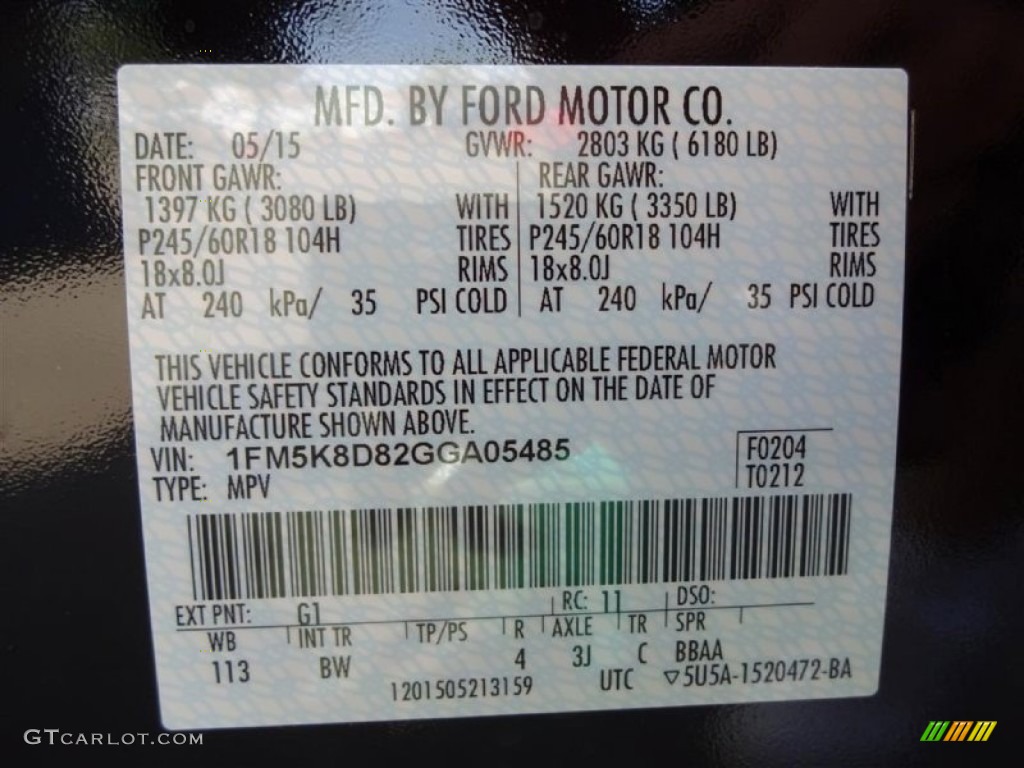 MFD. BY FORD MOTOR CO.
DATE: 05/15 GVWR: 2803 KG ( 6180 LB)
FRONT GAWR: REAR GAWR:
1397 KG ( 3080 LB) WITH 1520 KG ( 3350 LB) WITH
P245/60R18 104H TIRES P245/60R18 104H TIRES
18x8.0J RIMS 18x8.0J RIMS
AT 240 kPa/ 35 PSI COLD AT 240 kPa/ 35 PSI COLD
THIS VEHICLE CONFORMS TO ALL APPLICABLE FEDERAL MOTOR
VEHICLE SAFETY STANDARDS IN EFFECT ON THE DATE OF
MANUFACTURE SHOWN ABOVE.
VIN: 1FM5K8D82GGA05485 F0204
TYPE: MPV T0212
EXT PNT: G1 RC: 11 DSO:
WB INT TR TP/PS R AXLE TR SPR
113 BW 4 3J C BBAA
1201505213159 UTC ▽5U5A-1520472-BA
GTCARLOT.COM